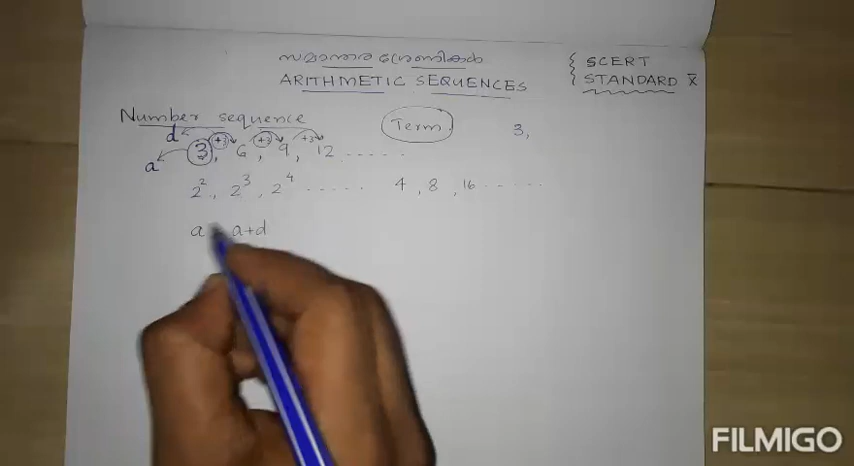 സമാന്തര ശ്രേണികൾ
ARITHMETIC SEQUENCES
{ SCERT
{ STANDARD X
Number sequence
Term
3,
d
+3 +3 +3
3, 6, 9, 12 ......
a
2², 2³, 2⁴ ...... 4, 8, 16 ......
a a+d
FILMIGO